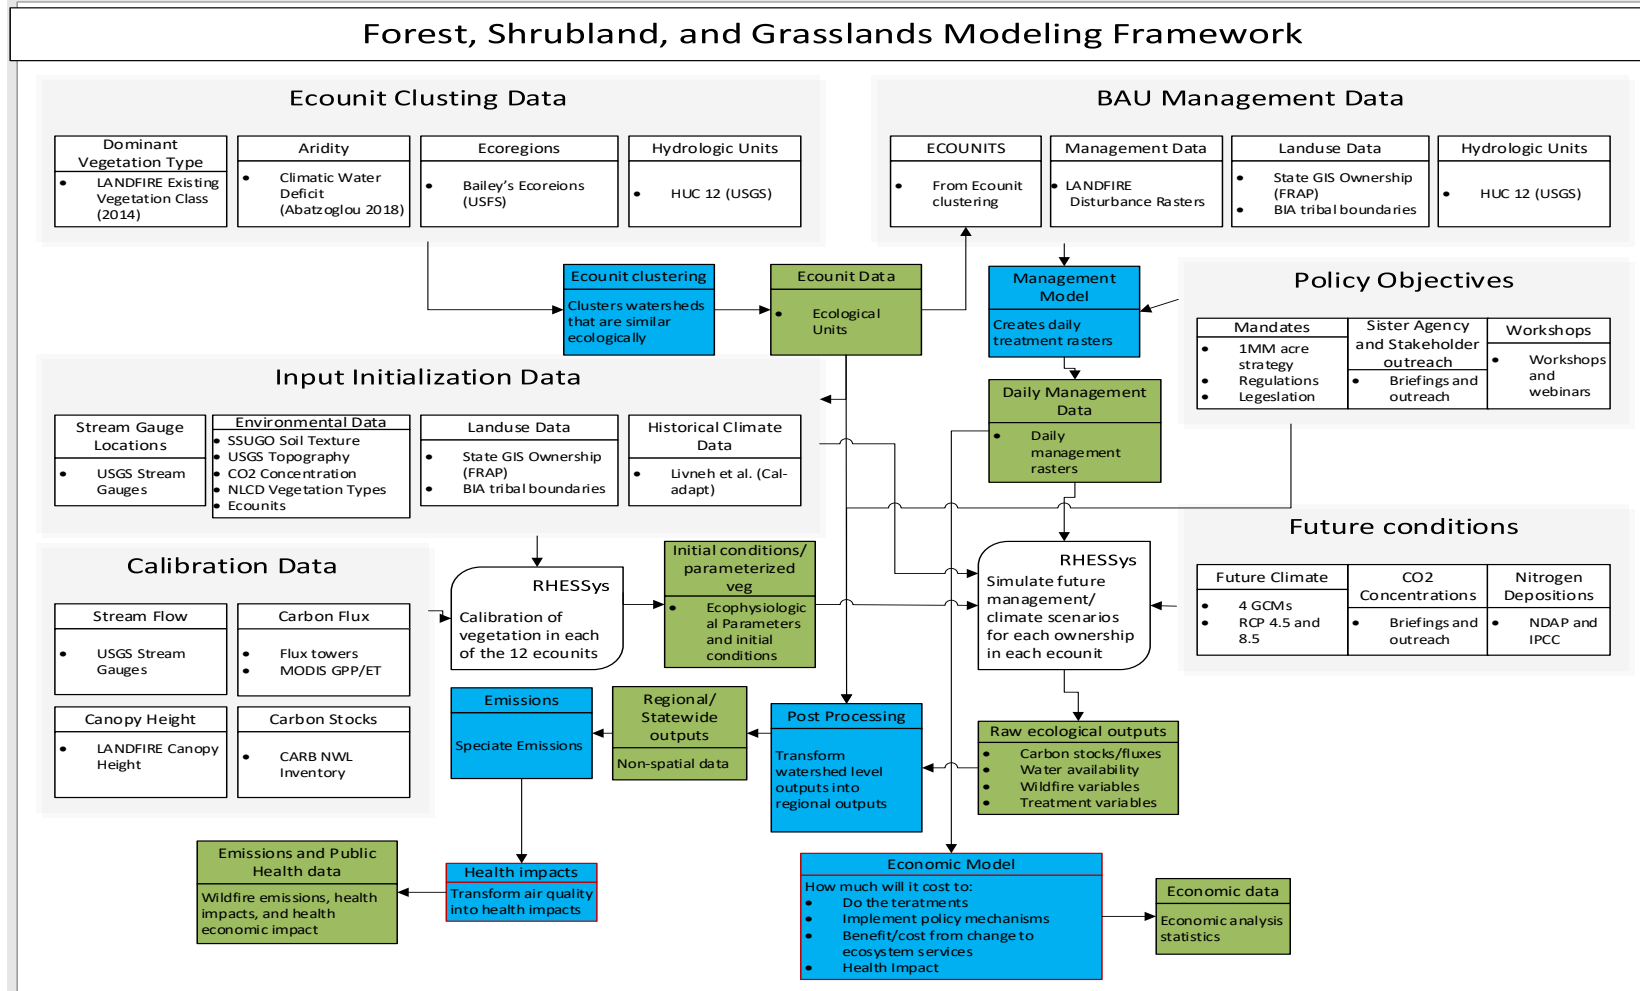 Forest, Shrubland, and Grasslands Modeling Framework
Ecounit Clusting Data
Dominant
Vegetation Type
• LANDFIRE Existing
Vegetation Class
(2014)
Aridity
• Climatic Water
Deficit
(Abatzoglou 2018)
Ecoregions
• Bailey's Ecoreions
(USFS)
Hydrologic Units
• HUC 12 (USGS)
BAU Management Data
ECOUNITS
• From Ecounit
clustering
Management Data
• LANDFIRE
Disturbance Rasters
Landuse Data
• State GIS Ownership
(FRAP)
• BIA tribal boundaries
Hydrologic Units
• HUC 12 (USGS)
Ecounit clustering
Clusters watersheds
that are similar
ecologically
Ecounit Data
• Ecological
Units
Management
Model
Creates daily
treatment rasters
Policy Objectives
Mandates
• 1MM acre
strategy
• Regulations
• Legeslation
Sister Agency
and Stakeholder
outreach
• Briefings and
outreach
Workshops
• Workshops
and
webinars
Input Initialization Data
Stream Gauge
Locations
• USGS Stream
Gauges
Environmental Data
• SSUGO Soil Texture
• USGS Topography
• CO2 Concentration
• NLCD Vegetation Types
• Ecounits
Landuse Data
• State GIS Ownership
(FRAP)
• BIA tribal boundaries
Historical Climate
Data
• Livneh et al. (Cal-
adapt)
Daily Management
Data
• Daily
management
rasters
Calibration Data
Stream Flow
• USGS Stream
Gauges
Carbon Flux
• Flux towers
• MODIS GPP/ET
Canopy Height
• LANDFIRE Canopy
Height
Carbon Stocks
• CARB NWL
Inventory
RHESSys
Calibration of
vegetation in each
of the 12 ecounits
Initial conditions/
parameterized
veg
• Ecophysiologic
al Parameters
and initial
conditions
RHESSys
Simulate future
management/
climate scenarios
for each ownership
in each ecounit
Future conditions
Future Climate
• 4 GCMs
• RCP 4.5 and
8.5
CO2
Concentrations
• Briefings and
outreach
Nitrogen
Depositions
• NDAP and
IPCC
Emissions
Speciate Emissions
Regional/
Statewide
outputs
Non-spatial data
Post Processing
Transform
watershed level
outputs into
regional outputs
Raw ecological outputs
• Carbon stocks/fluxes
• Water availability
• Wildfire variables
• Treatment variables
Emissions and Public
Health data
Wildfire emissions, health
impacts, and health
economic impact
Health impacts
Transform air quality
into health impacts
Economic Model
How much will it cost to:
• Do the teratments
• Implement policy mechanisms
• Benefit/cost from change to
ecosystem services
• Health Impact
Economic data
Economic analysis
statistics